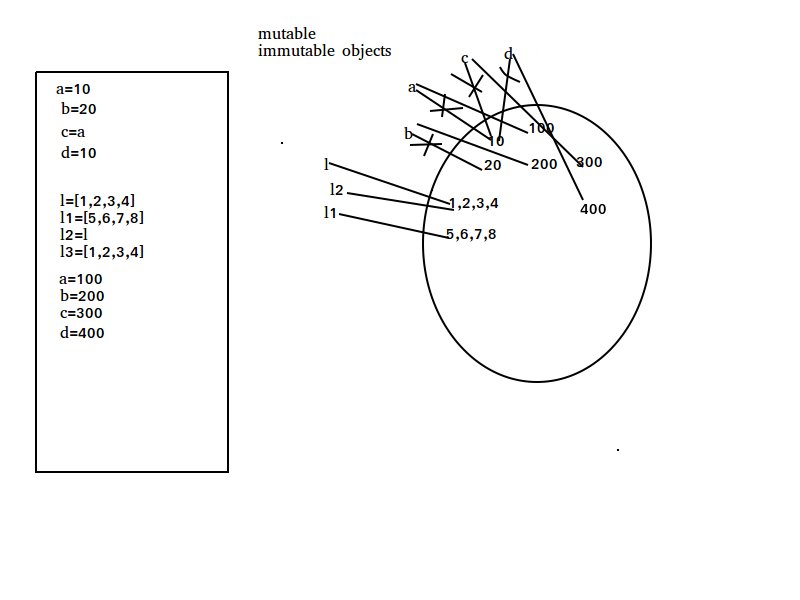 mutable
immutable objects
a=10
b=20
c=a
d=10
l=[1,2,3,4]
l1=[5,6,7,8]
l2=l
l3=[1,2,3,4]
a=100
b=200
c=300
d=400
c
d
a
b
100
10
20
200
300
400
l
l2
l1
1,2,3,4
5,6,7,8